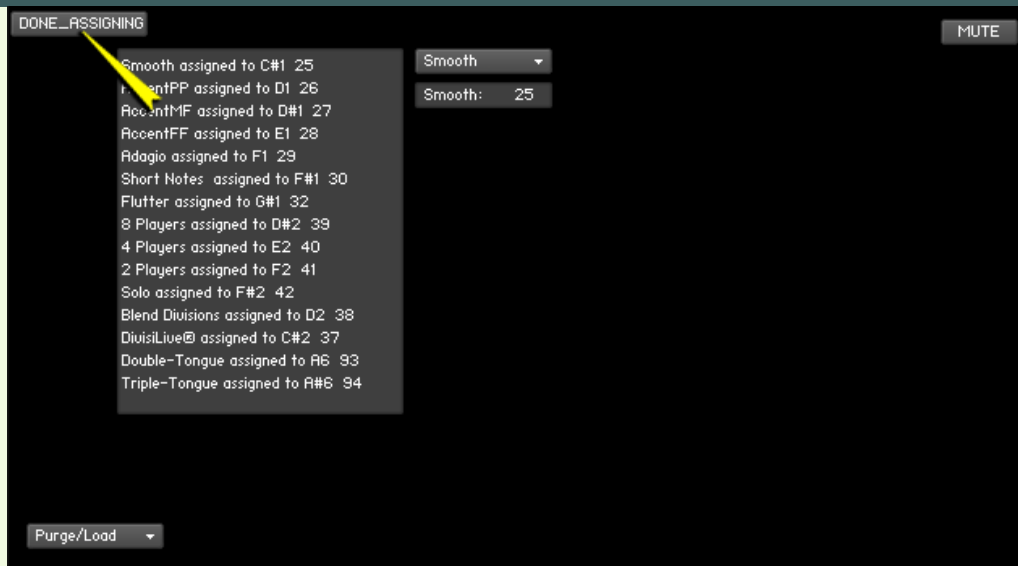 DONE_ASSIGNING
MUTE
Smooth assigned to C#1 25
AccentPP assigned to D1 26
AccentMF assigned to D#1 27
AccentFF assigned to E1 28
Adagio assigned to F1 29
Short Notes assigned to F#1 30
Flutter assigned to G#1 32
8 Players assigned to D#2 39
4 Players assigned to E2 40
2 Players assigned to F2 41
Solo assigned to F#2 42
Blend Divisions assigned to D2 38
DivisiLive® assigned to C#2 37
Double-Tongue assigned to A6 93
Triple-Tongue assigned to A#6 94
Smooth
Smooth: 25
Purge/Load